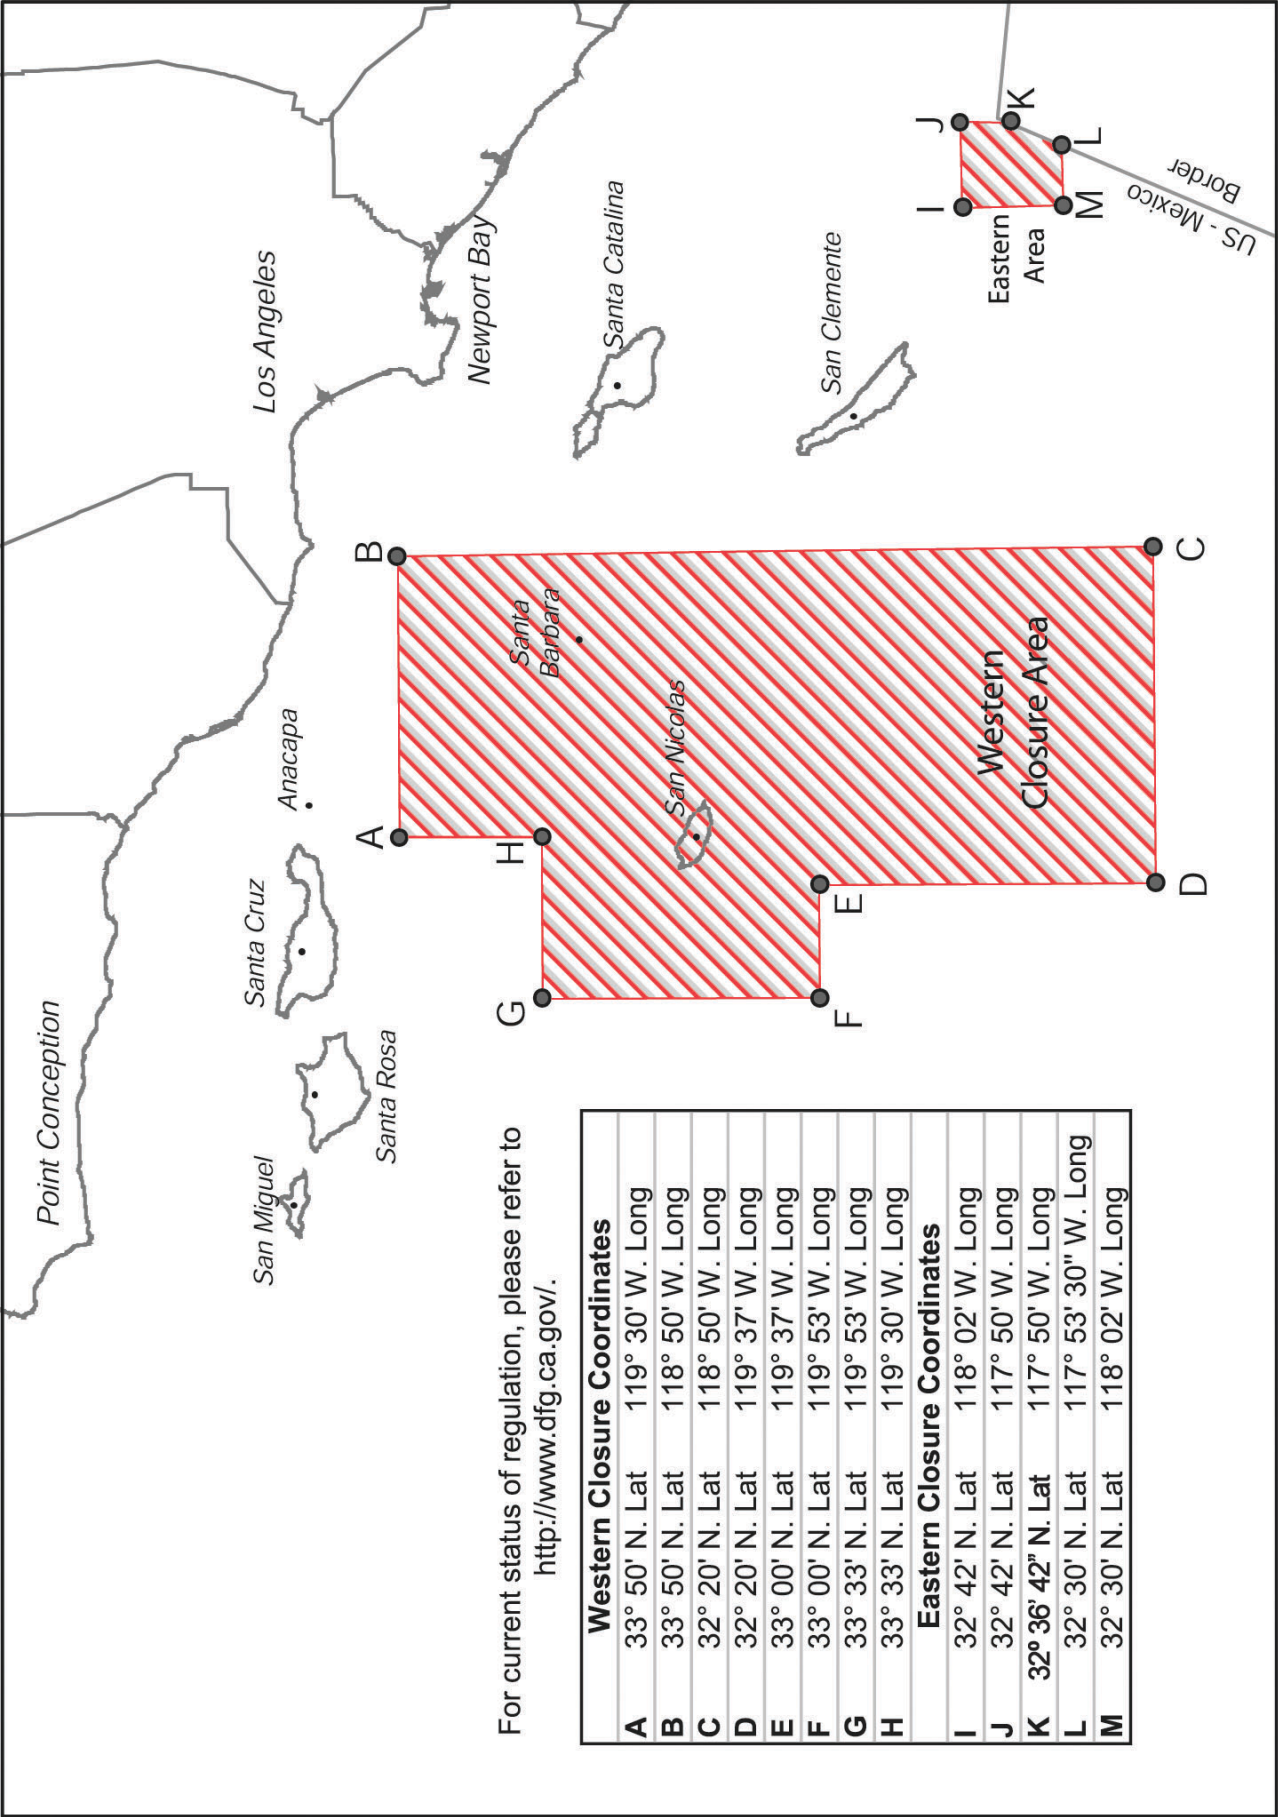 Point Conception
San Miguel
Santa Rosa
Santa Cruz
Anacapa
Los Angeles
Newport Bay
Santa Catalina
San Clemente
A
B
H
G
Santa
Barbara
San Nicolas
F
E
Western
Closure Area
D
C
I
J
K
L
M
Eastern
Area
US - Mexico
Border
For current status of regulation, please refer to
http://www.dfg.ca.gov/.
Western Closure Coordinates
A 33° 50' N. Lat 119° 30' W. Long
B 33° 50' N. Lat 118° 50' W. Long
C 32° 20' N. Lat 118° 50' W. Long
D 32° 20' N. Lat 119° 37' W. Long
E 33° 00' N. Lat 119° 37' W. Long
F 33° 00' N. Lat 119° 53' W. Long
G 33° 33' N. Lat 119° 53' W. Long
H 33° 33' N. Lat 119° 30' W. Long
Eastern Closure Coordinates
I 32° 42' N. Lat 118° 02' W. Long
J 32° 42' N. Lat 117° 50' W. Long
K 32º 36’ 42” N. Lat 117° 50' W. Long
L 32° 30' N. Lat 117° 53' 30" W. Long
M 32° 30' N. Lat 118° 02' W. Long